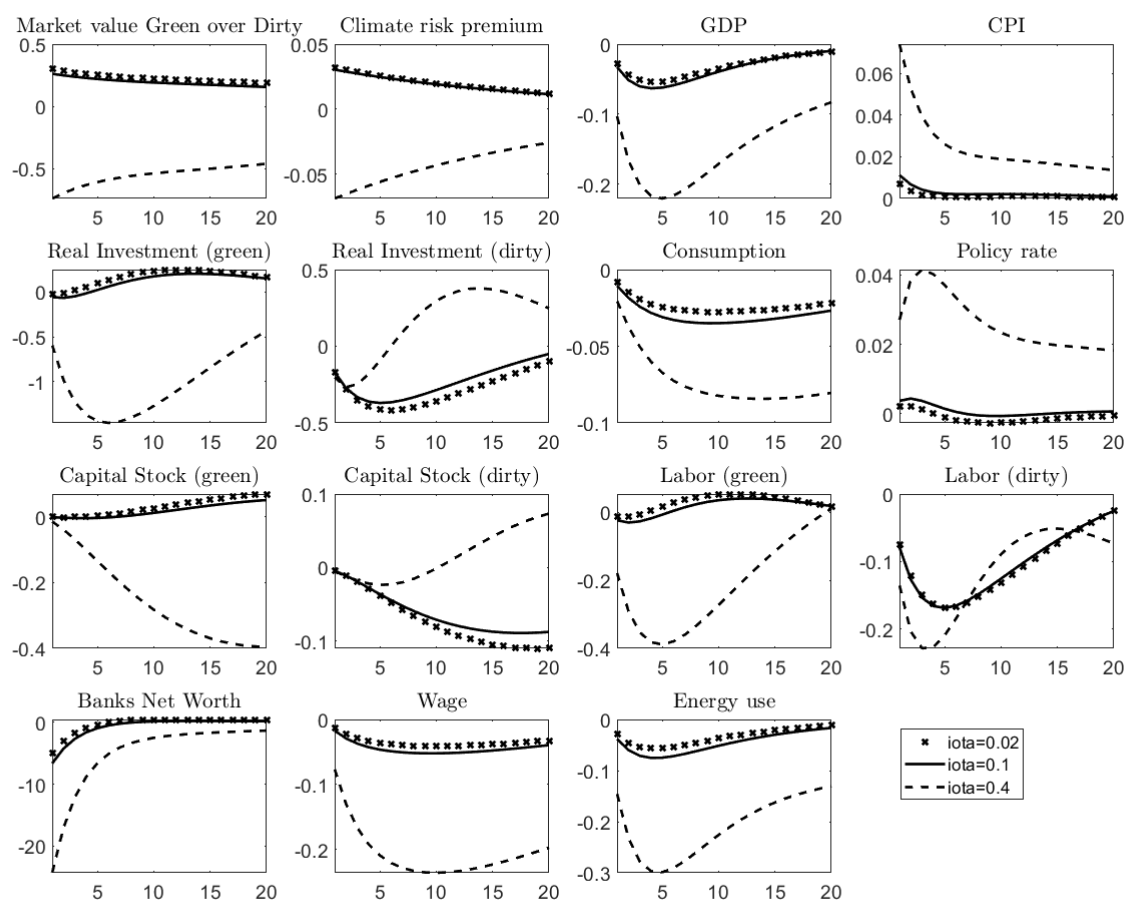 Market value Green over Dirty
0.5
0
-0.5
5 10 15 20
Climate risk premium
0.05
0
-0.05
5 10 15 20
GDP
0
-0.1
-0.2
5 10 15 20
CPI
0.06
0.04
0.02
0
5 10 15 20
Real Investment (green)
0
-0.5
-1
5 10 15 20
Real Investment (dirty)
0.5
0
-0.5
5 10 15 20
Consumption
0
-0.05
-0.1
5 10 15 20
Policy rate
0.04
0.02
0
5 10 15 20
Capital Stock (green)
0
-0.2
-0.4
5 10 15 20
Capital Stock (dirty)
0.1
0
-0.1
5 10 15 20
Labor (green)
0
-0.2
-0.4
5 10 15 20
Labor (dirty)
0
-0.1
-0.2
5 10 15 20
Banks Net Worth
0
-10
-20
5 10 15 20
Wage
0
-0.1
-0.2
5 10 15 20
Energy use
0
-0.1
-0.2
-0.3
5 10 15 20
iota=0.02
iota=0.1
iota=0.4